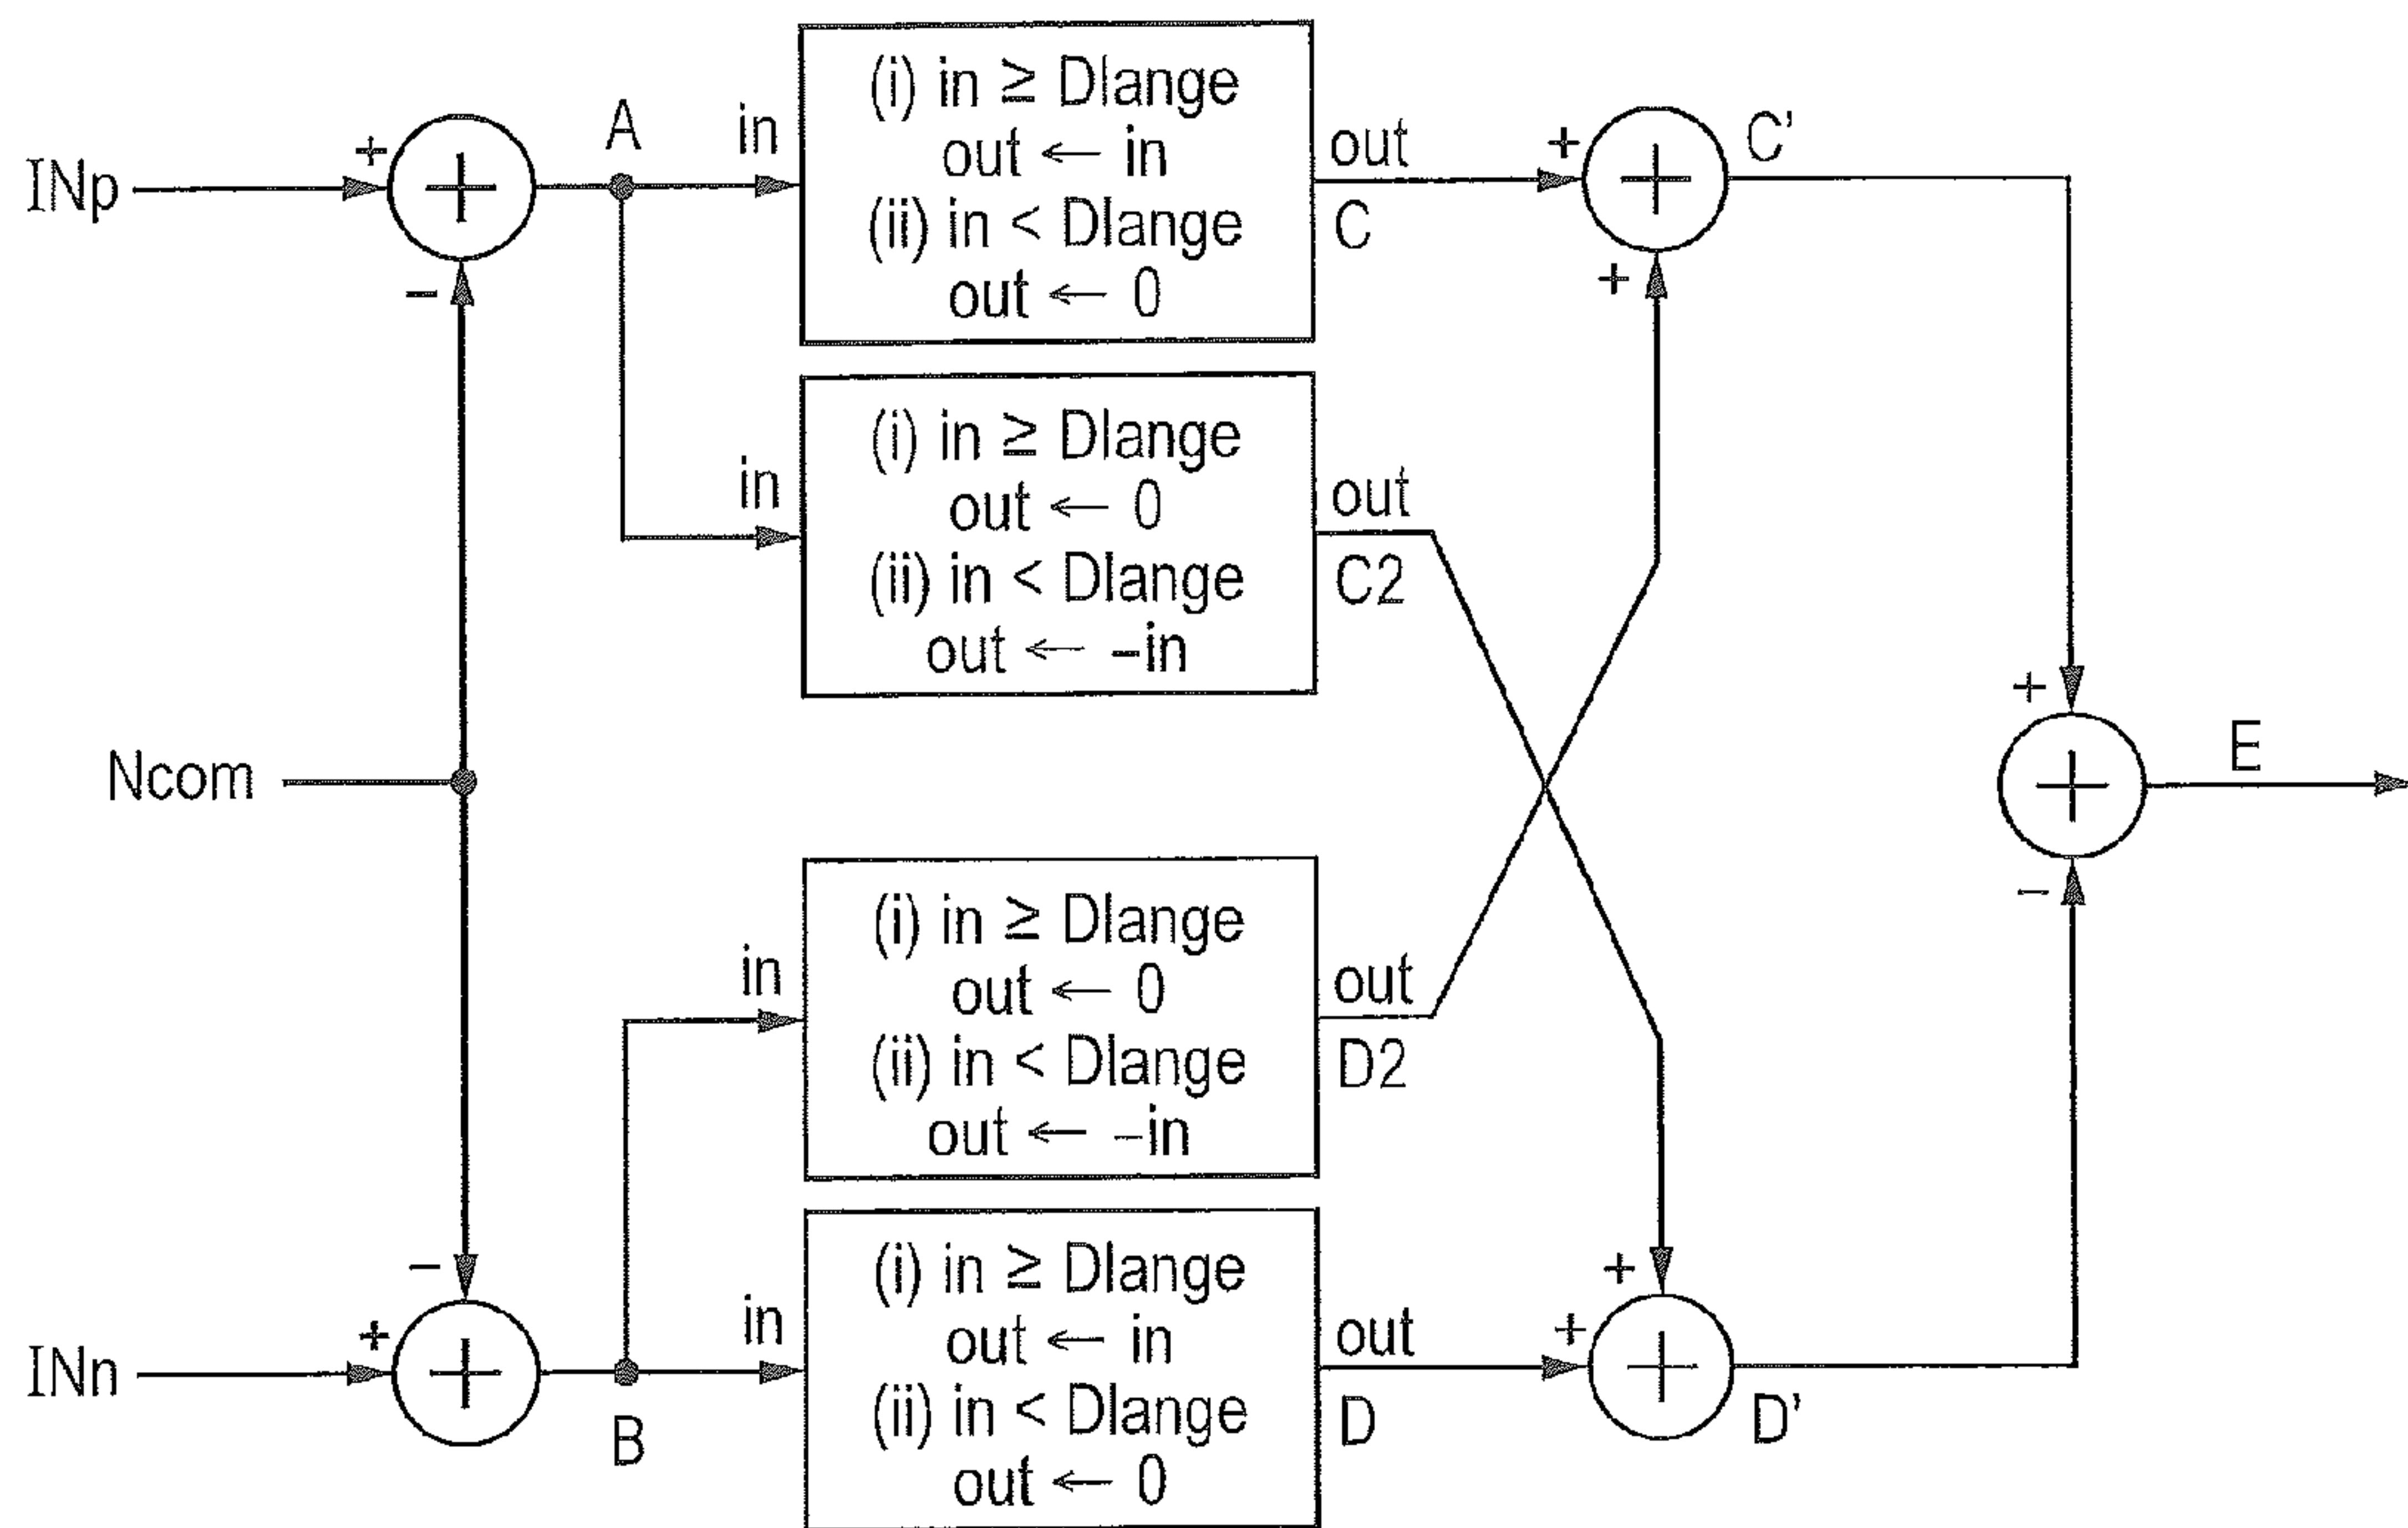 INp
+
-
A
in
(i) in ≥ Dlange
out ← in
(ii) in < Dlange
out ← 0
out
C
+
+
C'
in
(i) in ≥ Dlange
out ← 0
(ii) in < Dlange
out ← -in
out
C2
Ncom
+
-
E
in
(i) in ≥ Dlange
out ← 0
(ii) in < Dlange
out ← -in
out
D2
INn
+
-
B
in
(i) in ≥ Dlange
out ← in
(ii) in < Dlange
out ← 0
out
D
+
+
D'